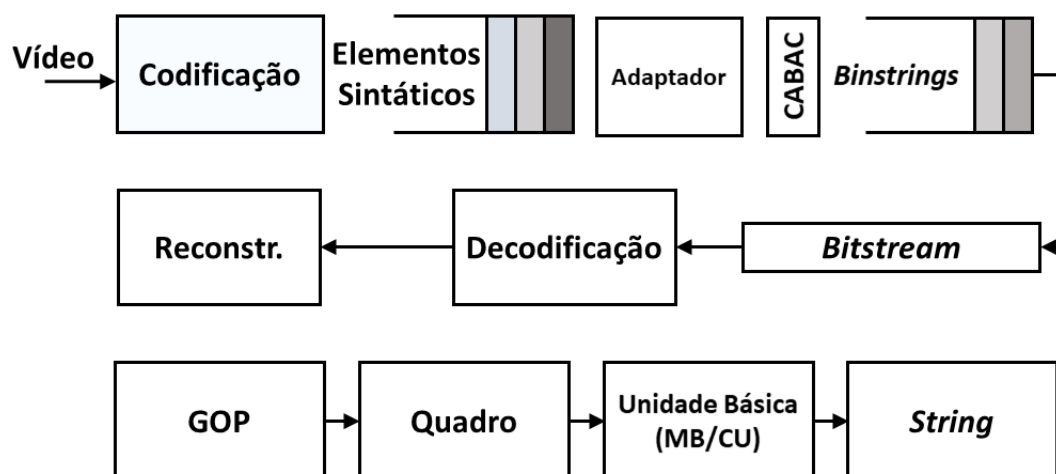 Vídeo
Codificação
Elementos
Sintáticos
Adaptador
CABAC
Binstrings
Reconstr.
Decodificação
Bitstream
GOP
Quadro
Unidade Básica
(MB/CU)
String